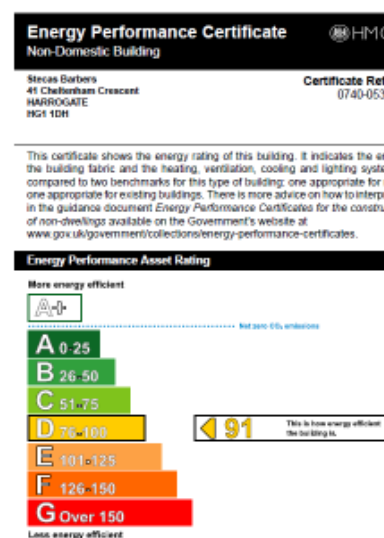 Energy Performance Certificate
HM
Non-Domestic Building
Stecas Barbers
41 Cheltenham Crescent
HARROGATE
HG1 1DH
Certificate Ref
0740-053
This certificate shows the energy rating of this building. It indicates the
the building fabric and the heating, ventilation, cooling and lighting
compared to two benchmarks for this type of building: one appropriate for
one appropriate for existing buildings. There is more advice on how to
in the guidance document Energy Performance Certificates for the
of non-dwellings available on the Government's website at
www.gov.uk/government/collections/energy-performance-certificates.
Energy Performance Asset Rating
More energy efficient
A+
Net zero CO₂ emissions
A 0-25
B 26-50
C 51-75
D 76-100
91
This is how energy efficient
the building is.
E 101-125
F 126-150
G Over 150
Less energy efficient